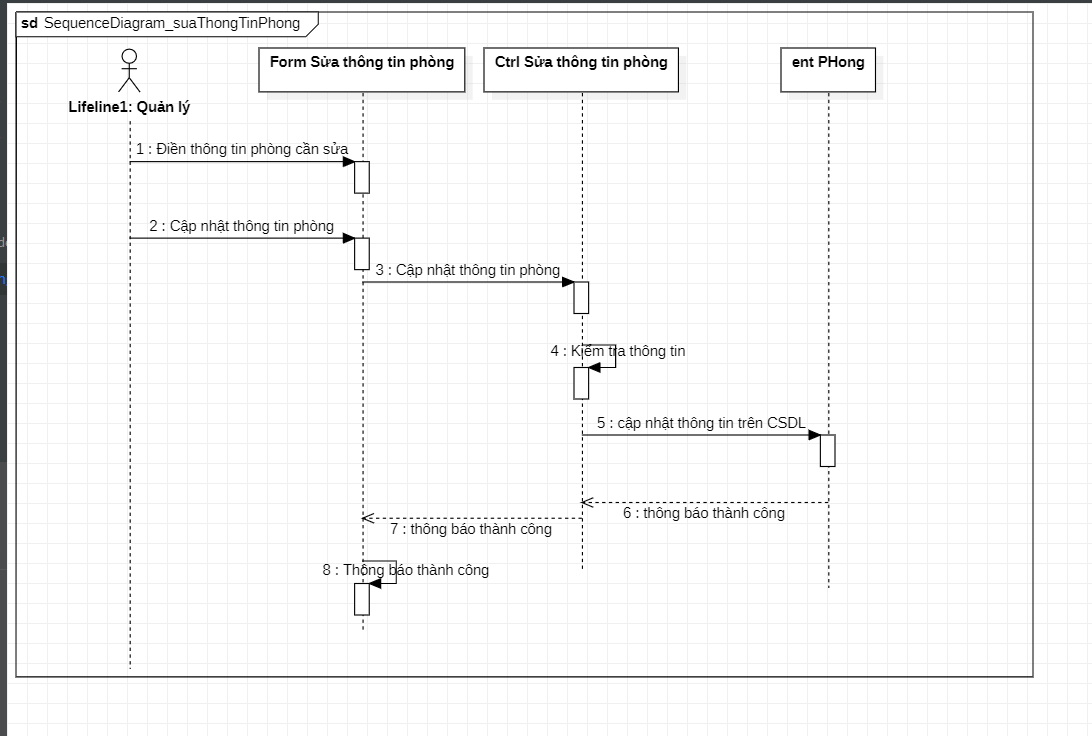 sd SequenceDiagram_suaThongTinPhong
Form Sửa thông tin phòng
Ctrl Sửa thông tin phòng
ent PHong
Lifeline1: Quản lý
1 : Điền thông tin phòng cần sửa
2 : Cập nhật thông tin phòng
3 : Cập nhật thông tin phòng
4 : Kiểm tra thông tin
5 : cập nhật thông tin trên CSDL
6 : thông báo thành công
7 : thông báo thành công
8 : Thông báo thành công